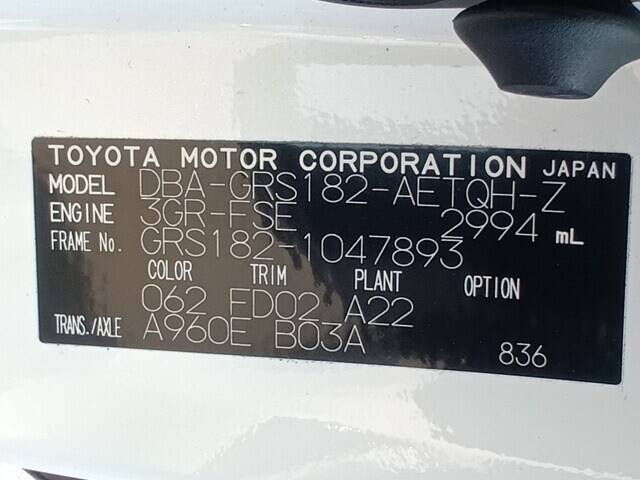 TOYOTA MOTOR CORPORATION JAPAN
MODEL DBA-GRS182-AETQH-Z
ENGINE 3GR-FSE 2994 mL
FRAME No. GRS182-1047893
COLOR TRIM PLANT OPTION
062 FD02 A22
TRANS./AXLE A960E B03A
836